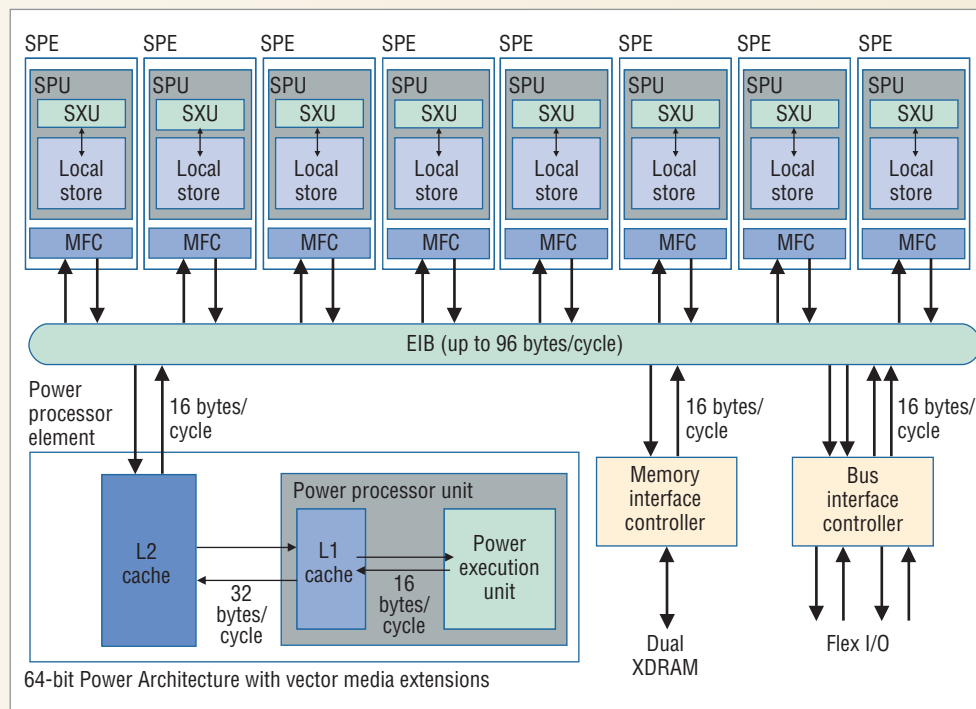 SPE SPE SPE SPE SPE SPE SPE SPE
SPU SPU SPU SPU SPU SPU SPU SPU
SXU SXU SXU SXU SXU SXU SXU SXU
Local Local Local Local Local Local Local Local
store store store store store store store store
MFC MFC MFC MFC MFC MFC MFC MFC
EIB (up to 96 bytes/cycle)
Power
processor
element
16 bytes/
cycle
16 bytes/
cycle
16 bytes/
cycle
L2
cache
Power processor unit
L1
cache
Power
execution
unit
32
bytes/
cycle
16
bytes/
cycle
Memory
interface
controller
Bus
interface
controller
Dual
XDRAM
Flex I/O
64-bit Power Architecture with vector media extensions